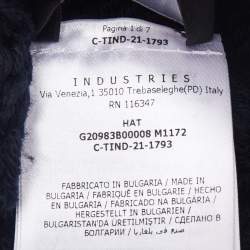 Pagina 1 di 7
C-TIND-21-1793
INDUSTRIES
Via Venezia,1 35010 Trebaseleghe(PD) Italy
RN 116347
HAT
G20983B00008 M1172
C-TIND-21-1793
FABBRICATO IN BULGARIA / MADE IN
BULGARIA / FABRIQUÉ EN BULGARIE / HECHO
EN BULGARIA / FABRICADO NA BULGÁRIA /
HERGESTELLT IN BULGARIEN /
BULGARISTAN'DA ÜRETILMIŞTIR / СДЕЛАНО В
БОЛГАРИИ / صنع في بلغاريا